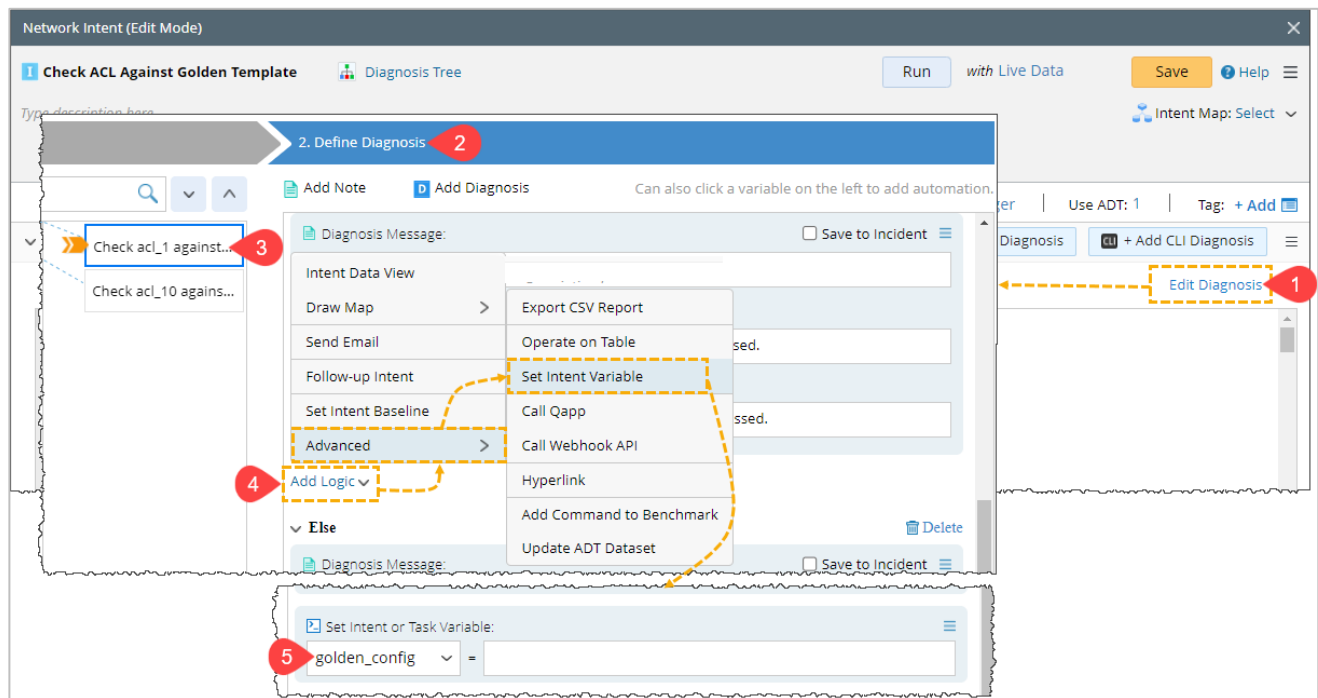 Network Intent (Edit Mode)
Check ACL Against Golden Template
Diagnosis Tree
Run
with Live Data
Save
Help
Type description here
Intent Map: Select
2. Define Diagnosis
2
Add Note
Add Diagnosis
Can also click a variable on the left to add automation.
Use ADT: 1
Tag: + Add
Diagnosis
+ Add CLI Diagnosis
Edit Diagnosis
1
Check acl_1 against...
3
Check acl_10 agains...
Diagnosis Message:
Save to Incident
Intent Data View
Draw Map
Send Email
Follow-up Intent
Set Intent Baseline
Advanced
Export CSV Report
Operate on Table
Set Intent Variable
Call Qapp
Call Webhook API
Hyperlink
Add Command to Benchmark
Update ADT Dataset
sed.
ssed.
4
Add Logic
Else
Delete
Diagnosis Message:
Save to Incident
Set Intent or Task Variable:
5
golden_config
=